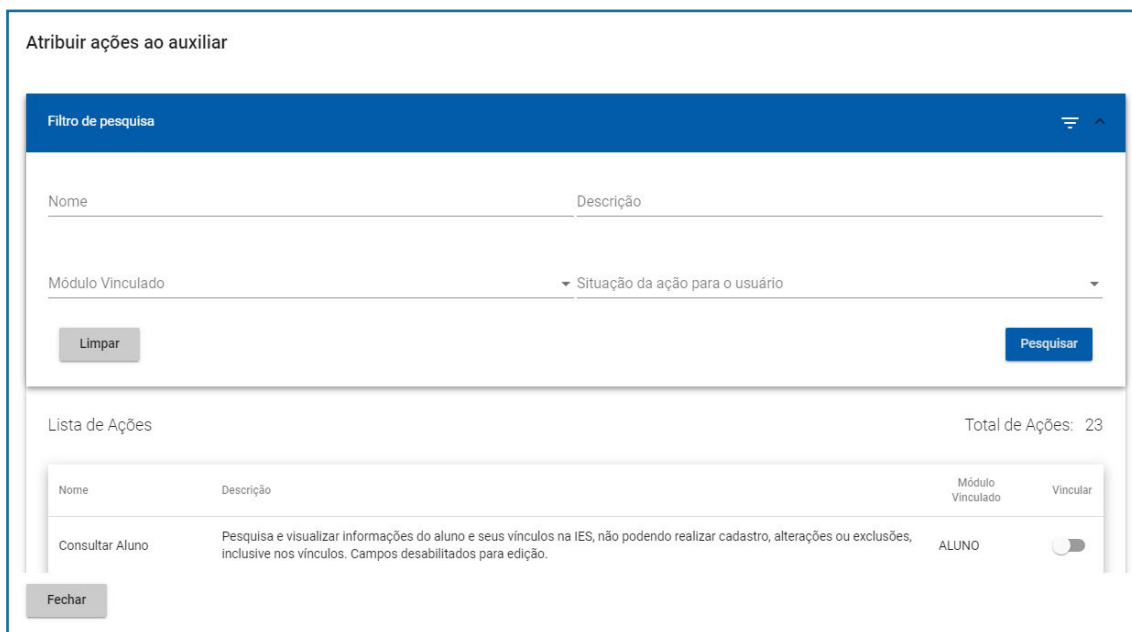 Atribuir ações ao auxiliar
Filtro de pesquisa
Nome
Descrição
Módulo Vinculado
Situação da ação para o usuário
Limpar
Pesquisar
Lista de Ações
Total de Ações: 23
Nome
Descrição
Módulo
Vinculado
Vincular
Consultar Aluno
Pesquisa e visualizar informações do aluno e seus vínculos na IES, não podendo realizar cadastro, alterações ou exclusões,
inclusive nos vínculos. Campos desabilitados para edição.
ALUNO
Fechar